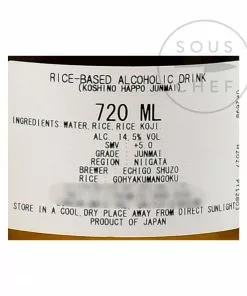 SOUS
CHEF.
RICE-BASED ALCOHOLIC DRINK
(KOSHINO HAPPO JUNMAI)
720 ML
INGREDIENTS WATER, RICE, RICE KOJI
ALC 14.5% VOL
SMV : +5.0
GRADE : JUNMAI
REGION : NIIGATA
BREWER : ECHIGO SHUZO
RICE : GOHYAKUMANGOKU
STORE IN A COOL, DRY PLACE AWAY FROM DIRECT SUNLIGHT
PRODUCT OF JAPAN